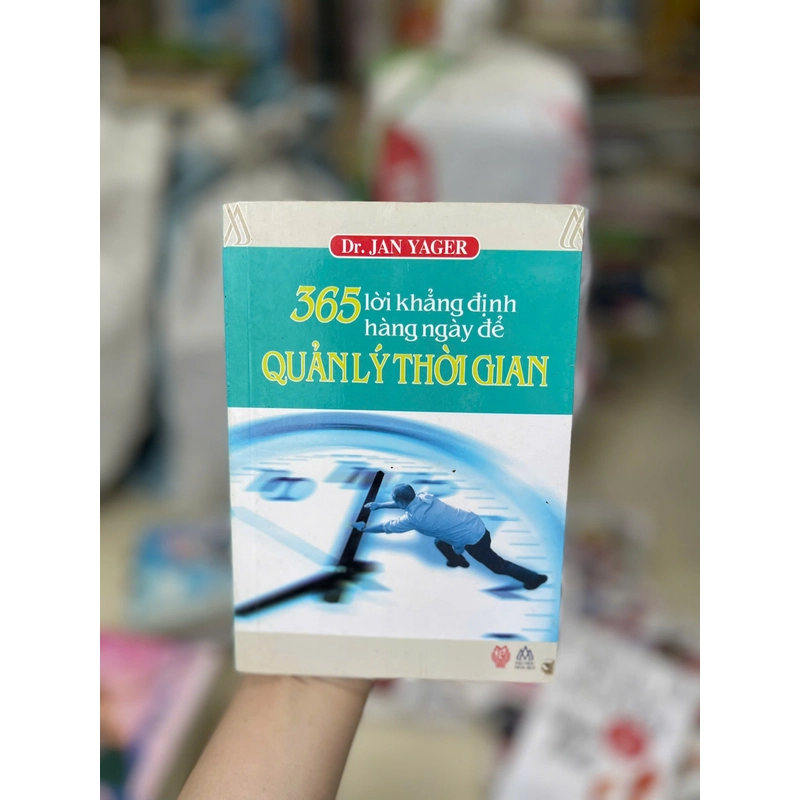 Dr. JAN YAGER
365 lời khẳng định
hàng ngày để
QUẢN LÝ THỜI GIAN